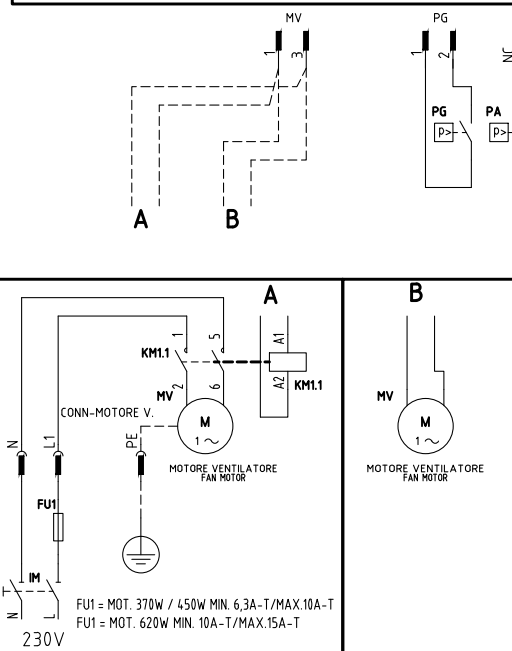 MV
PG
1
3
1
2
NC
PG
PA
P>
P>
A
B
A
B
1
5
A1
KM1.1
2
6
A2
KM1.1
MV
MV
CONN-MOTORE V.
M
1 ~
M
1 ~
N
L1
PE
MOTORE VENTILATORE
FAN MOTOR
MOTORE VENTILATORE
FAN MOTOR
FU1
IM
N
L
FU1 = MOT. 370W / 450W MIN. 6,3A-T/MAX.10A-T
FU1 = MOT. 620W MIN. 10A-T/MAX.15A-T
230V